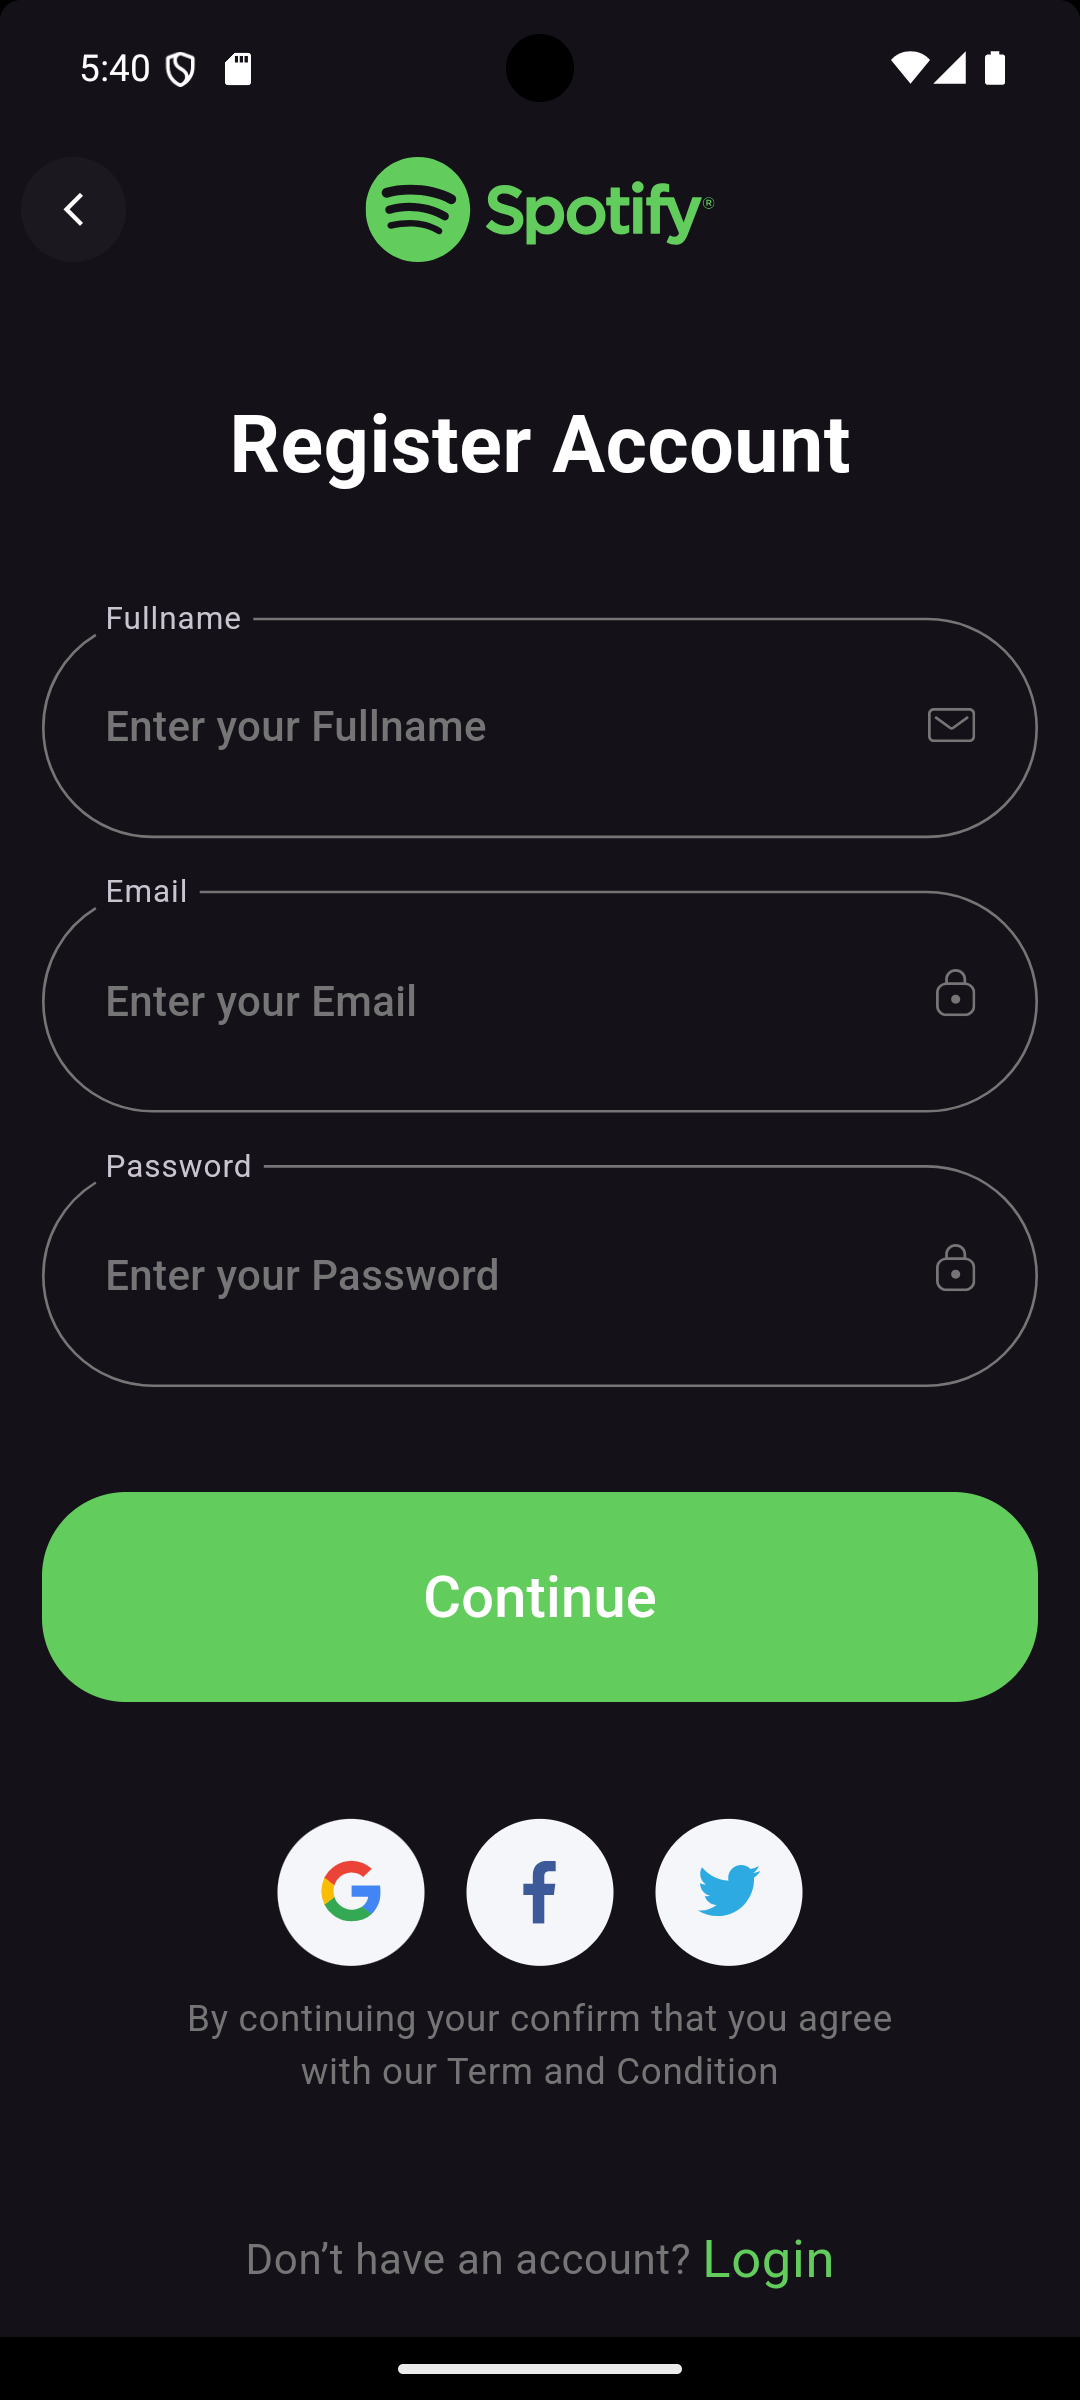 5:40
Spotify®
Register Account
Fullname
Enter your Fullname
Email
Enter your Email
Password
Enter your Password
Continue
By continuing your confirm that you agree
with our Term and Condition
Don’t have an account? Login